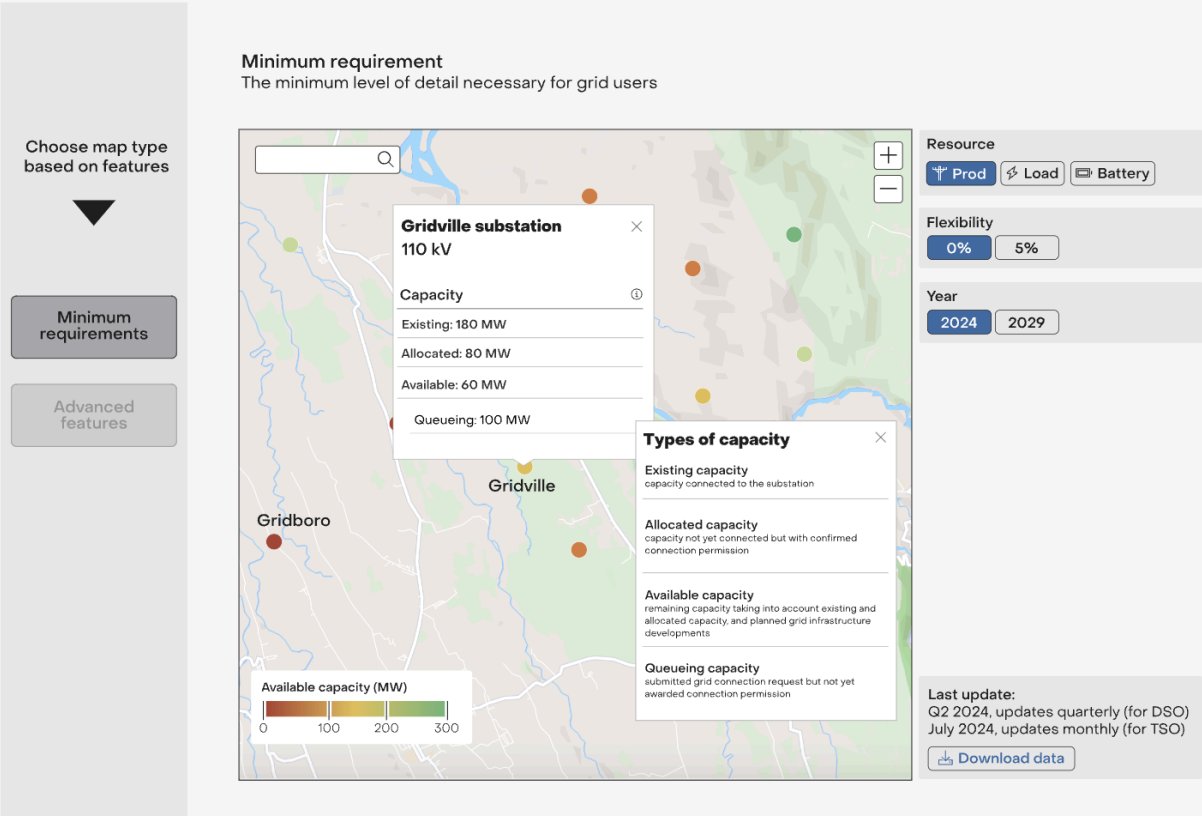 Minimum requirement
The minimum level of detail necessary for grid users
Choose map type
based on features
Minimum
requirements
Advanced
features
Gridville substation
110 kV
Capacity
Existing: 180 MW
Allocated: 80 MW
Available: 60 MW
Queueing: 100 MW
Gridville
Gridboro
Types of capacity
Existing capacity
capacity connected to the substation
Allocated capacity
capacity not yet connected but with confirmed
connection permission
Available capacity
remaining capacity taking into account existing and
allocated capacity, and planned grid infrastructure
developments
Queueing capacity
submitted grid connection request but not yet
awarded connection permission
Available capacity (MW)
0 100 200 300
Resource
Prod Load Battery
Flexibility
0% 5%
Year
2024 2029
Last update:
Q2 2024, updates quarterly (for DSO)
July 2024, updates monthly (for TSO)
Download data